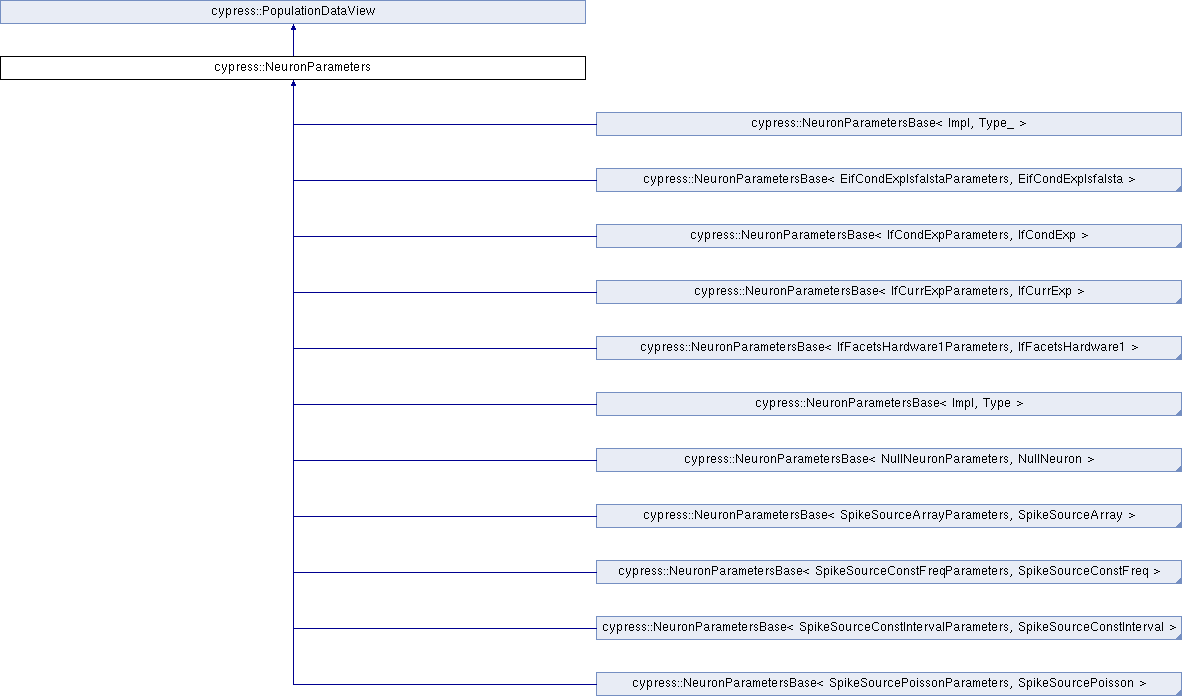 cypress::PopulationDataView
cypress::NeuronParameters
cypress::NeuronParametersBase< Impl, Type_ >
cypress::NeuronParametersBase< EifCondExpIsfaIstaParameters, EifCondExpIsfaIsta >
cypress::NeuronParametersBase< IfCondExpParameters, IfCondExp >
cypress::NeuronParametersBase< IfCurrExpParameters, IfCurrExp >
cypress::NeuronParametersBase< IfFacetsHardware1Parameters, IfFacetsHardware1 >
cypress::NeuronParametersBase< Impl, Type >
cypress::NeuronParametersBase< NullNeuronParameters, NullNeuron >
cypress::NeuronParametersBase< SpikeSourceArrayParameters, SpikeSourceArray >
cypress::NeuronParametersBase< SpikeSourceConstFreqParameters, SpikeSourceConstFreq >
cypress::NeuronParametersBase< SpikeSourceConstIntervalParameters, SpikeSourceConstInterval >
cypress::NeuronParametersBase< SpikeSourcePoissonParameters, SpikeSourcePoisson >